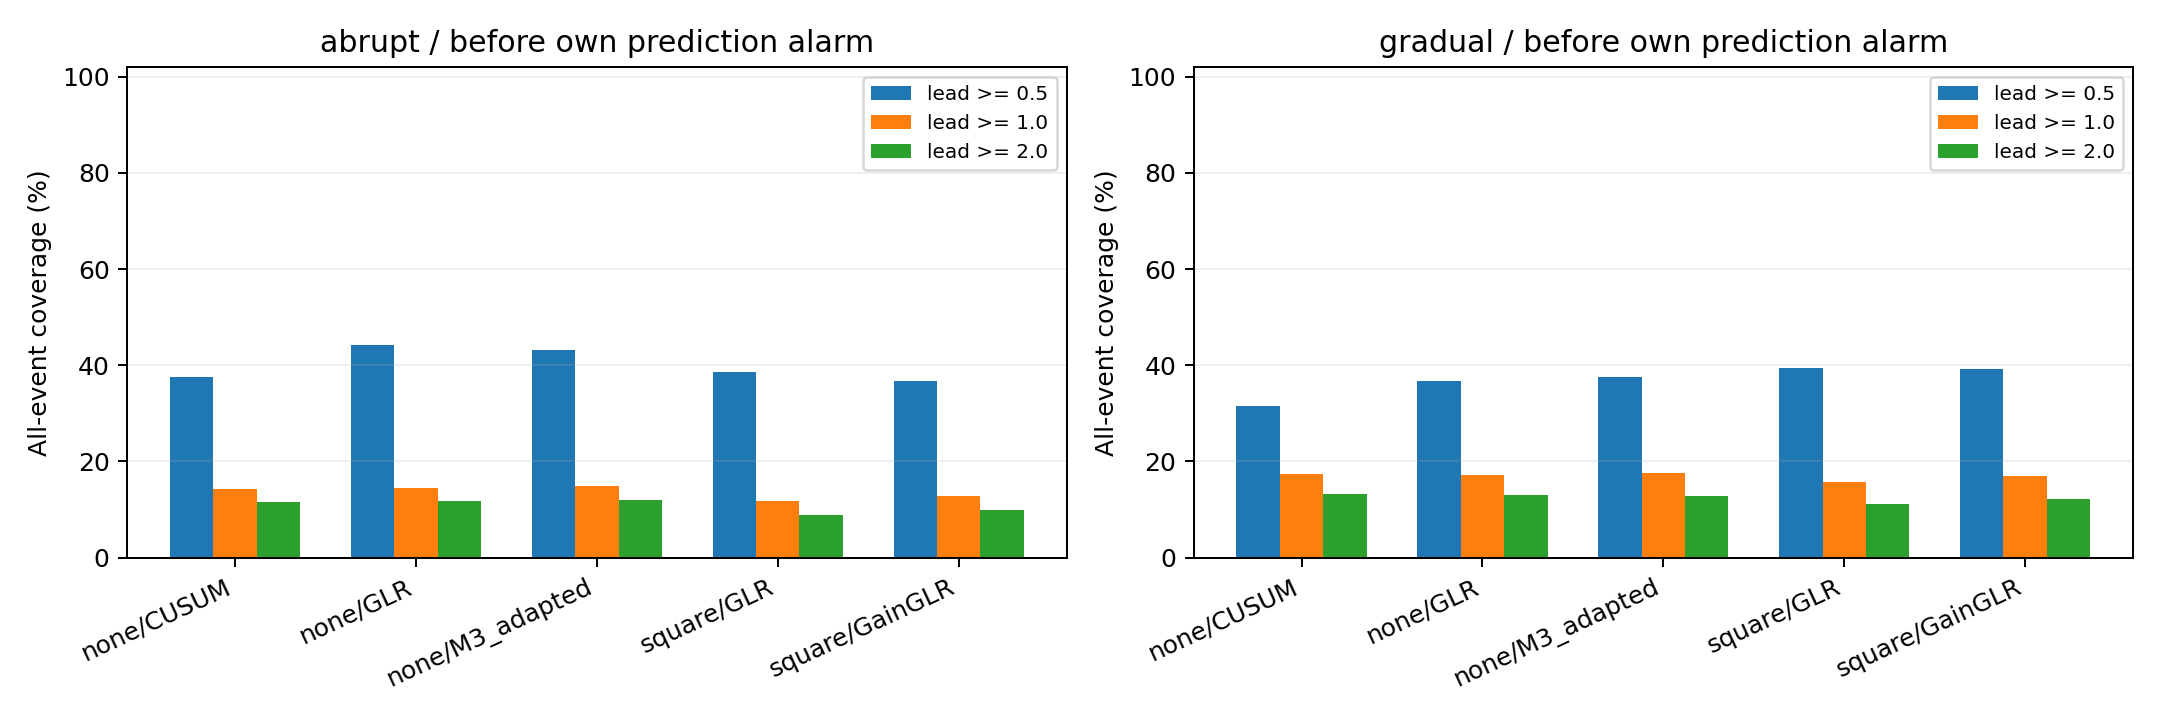 abrupt / before own prediction alarm
All-event coverage (%)
100
80
60
40
20
0
lead >= 0.5
lead >= 1.0
lead >= 2.0
none/CUSUM
none/GLR
none/M3_adapted
square/GLR
square/GainGLR
gradual / before own prediction alarm
All-event coverage (%)
100
80
60
40
20
0
lead >= 0.5
lead >= 1.0
lead >= 2.0
none/CUSUM
none/GLR
none/M3_adapted
square/GLR
square/GainGLR